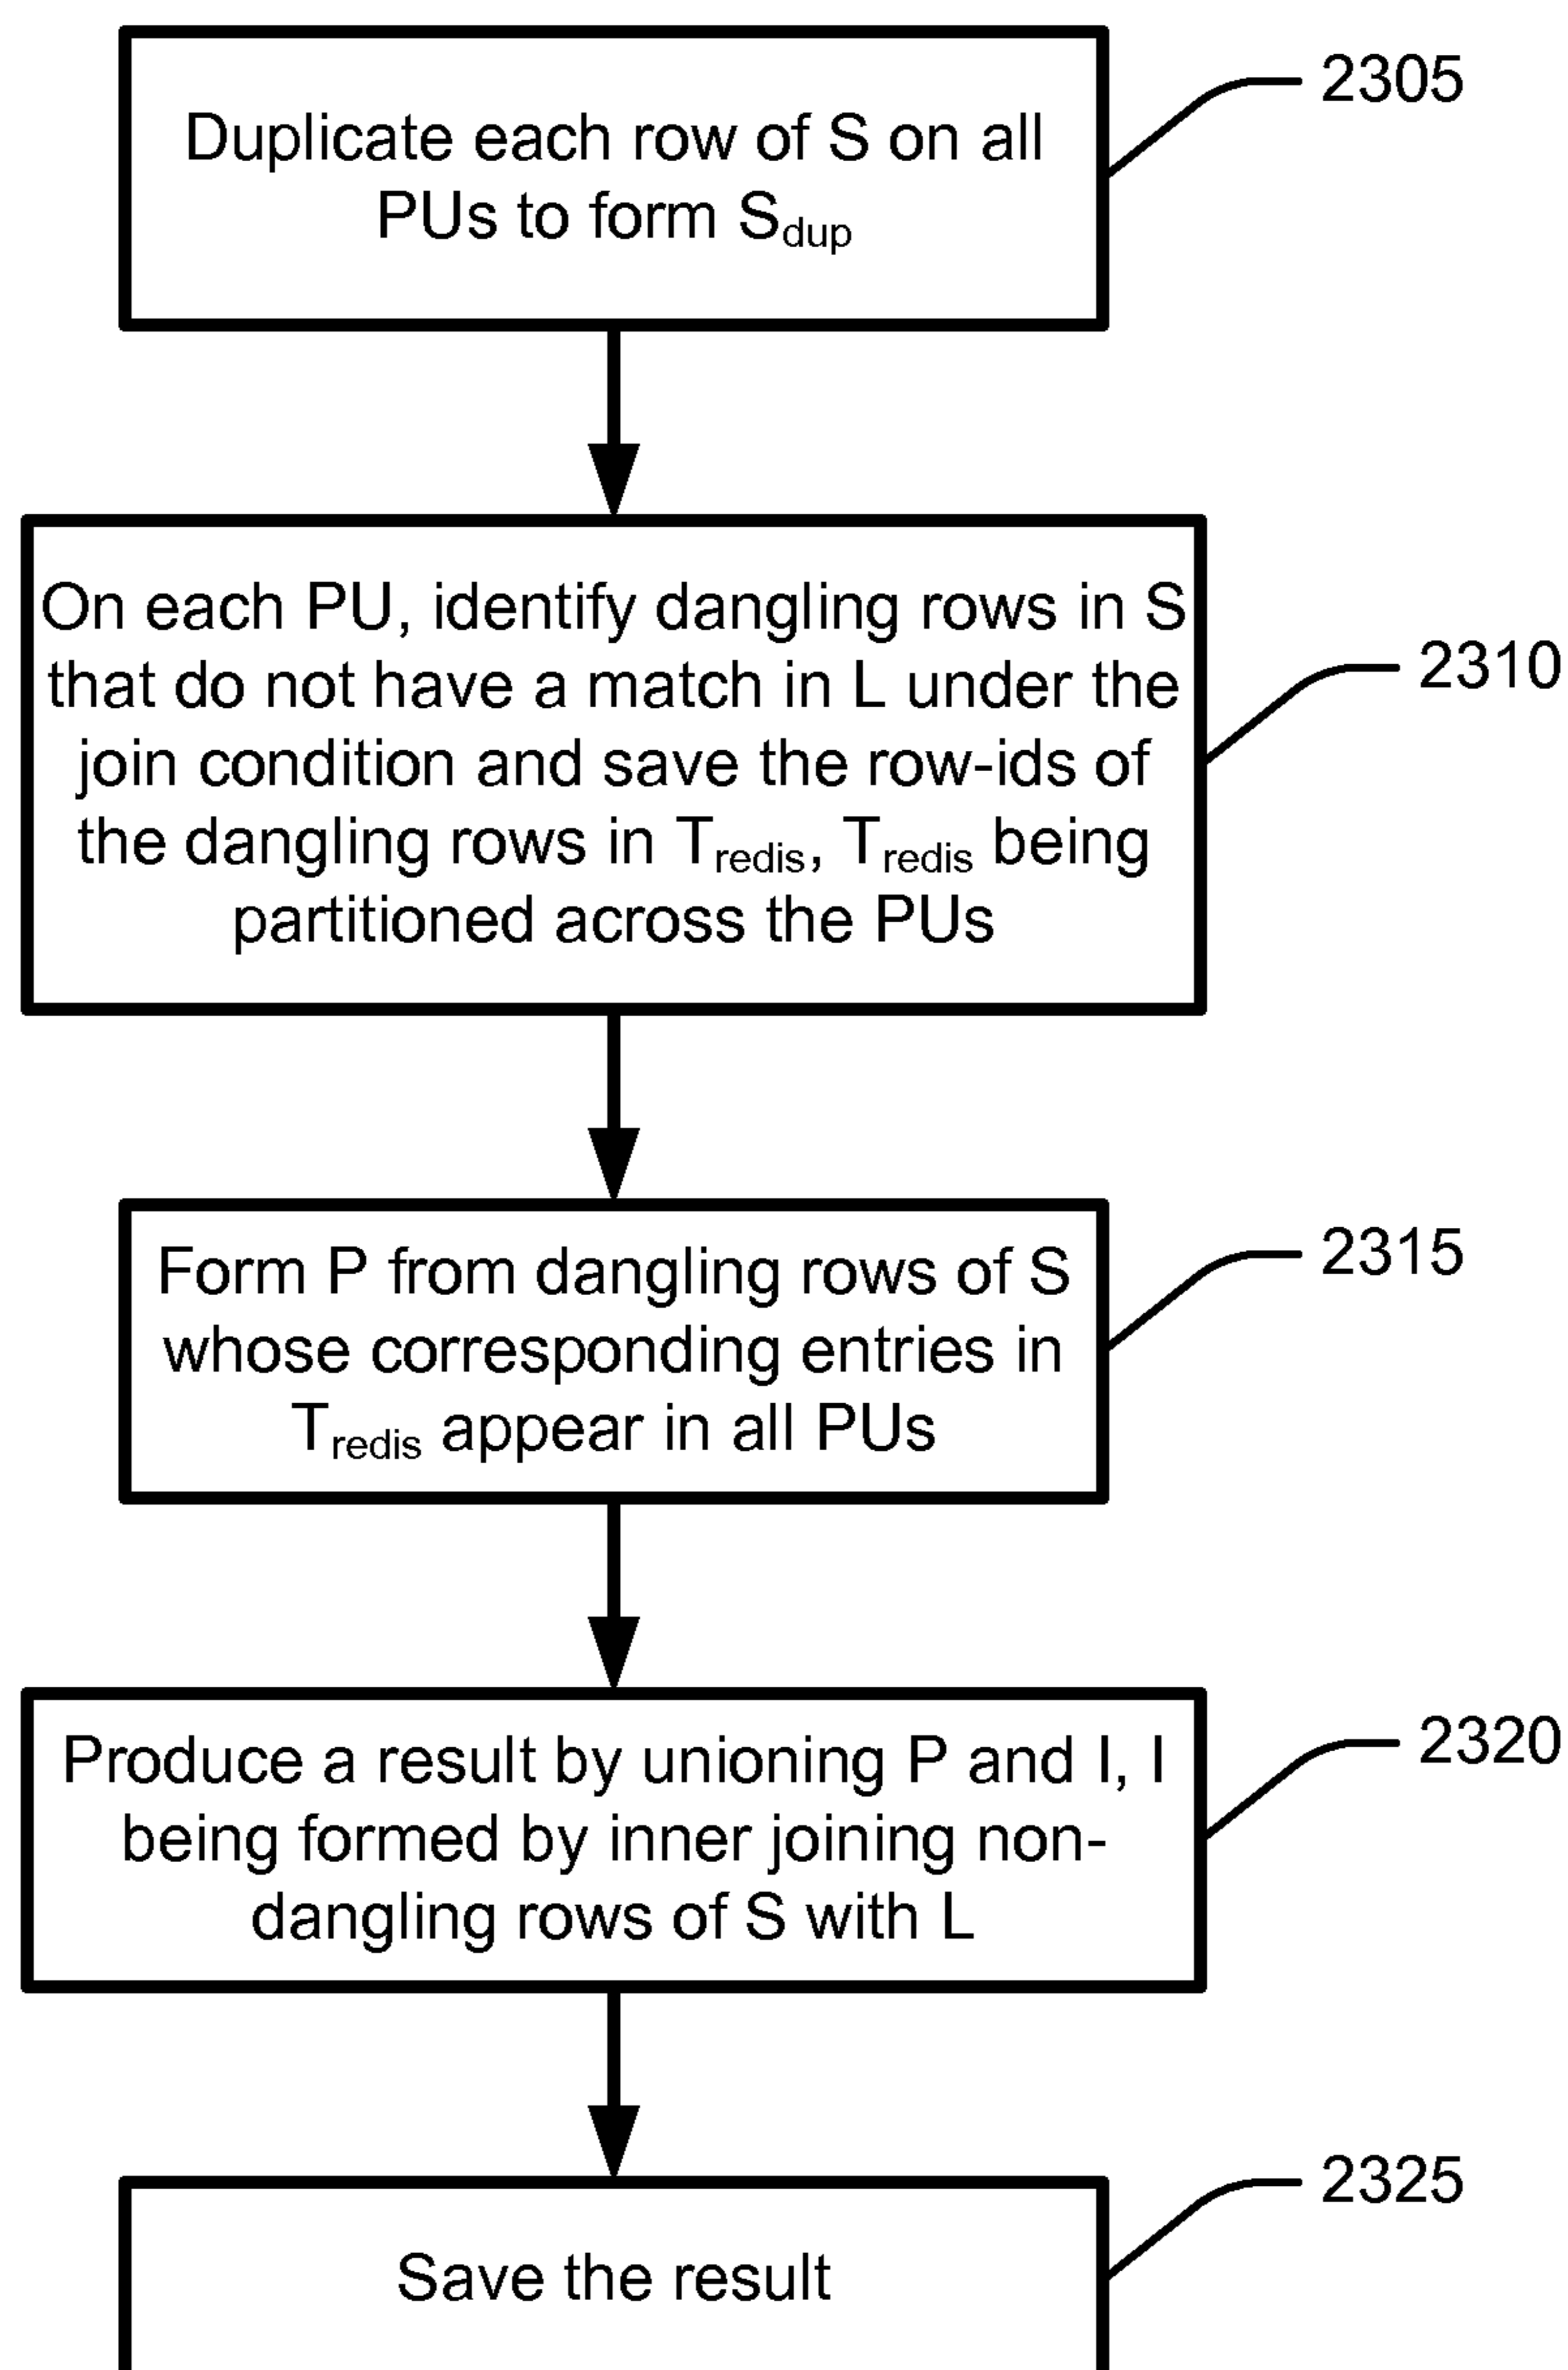 2305
Duplicate each row of S on all
PUs to form Sdup
On each PU, identify dangling rows in S
that do not have a match in L under the
2310
join condition and save the row-ids of
the dangling rows in Tredis, Tredis being
partitioned across the PUs
2315
Form P from dangling rows of S
whose corresponding entries in
Tredis appear in all PUs
2320
Produce a result by unioning P and I, I
being formed by inner joining non-
dangling rows of S with L
2325
Save the result